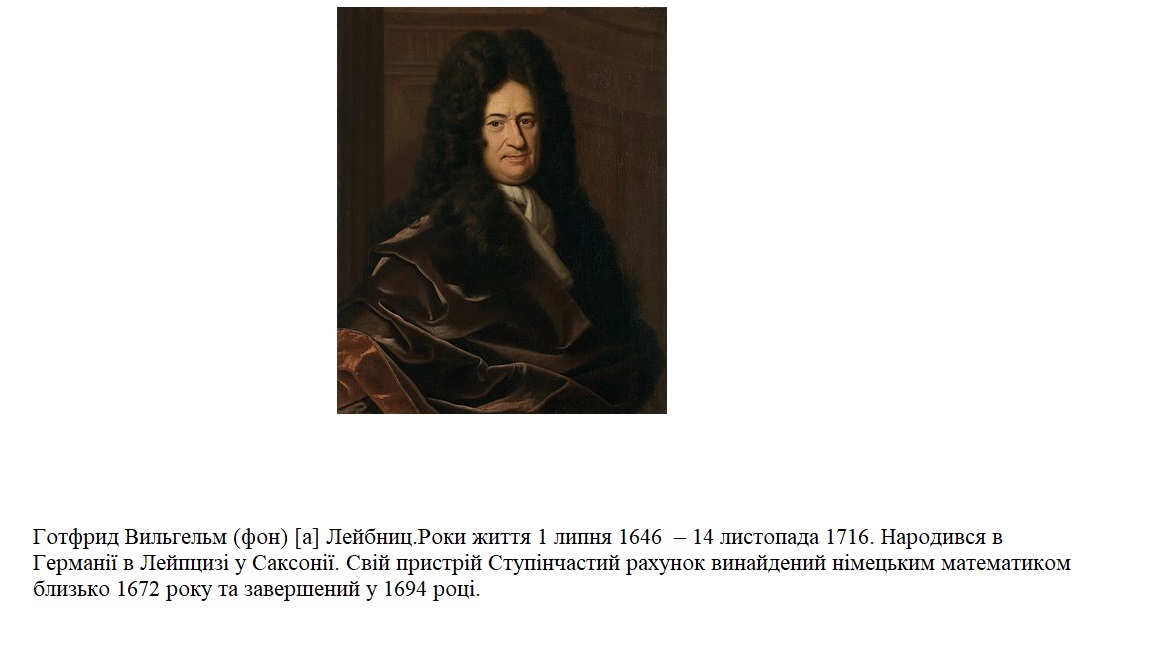 Готфрид Вильгельм (фон) [а] Лейбниц.Роки життя 1 липня 1646  – 14 листопада 1716. Народився в
Германії в Лейпцизі у Саксонії. Свій пристрій Ступінчастий рахунок винайдений німецьким математиком
близько 1672 року та завершений у 1694 році.